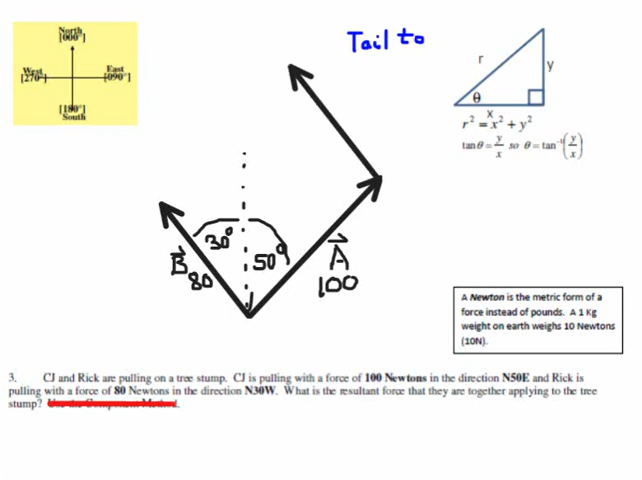 North
[000°]
West
[270°]
East
[090°]
[180°]
South
Tail to
r
y
θ
x
r² = x² + y²
tan θ = y/x so θ = tan⁻¹(y/x)
30°
50°
B
80
A
100
A Newton is the metric form of a
force instead of pounds. A 1 Kg
weight on earth weighs 10 Newtons
(10N).
3. CJ and Rick are pulling on a tree stump. CJ is pulling with a force of 100 Newtons in the direction N50E and Rick is
pulling with a force of 80 Newtons in the direction N30W. What is the resultant force that they are together applying to the tree
stump? Use the Component Method.